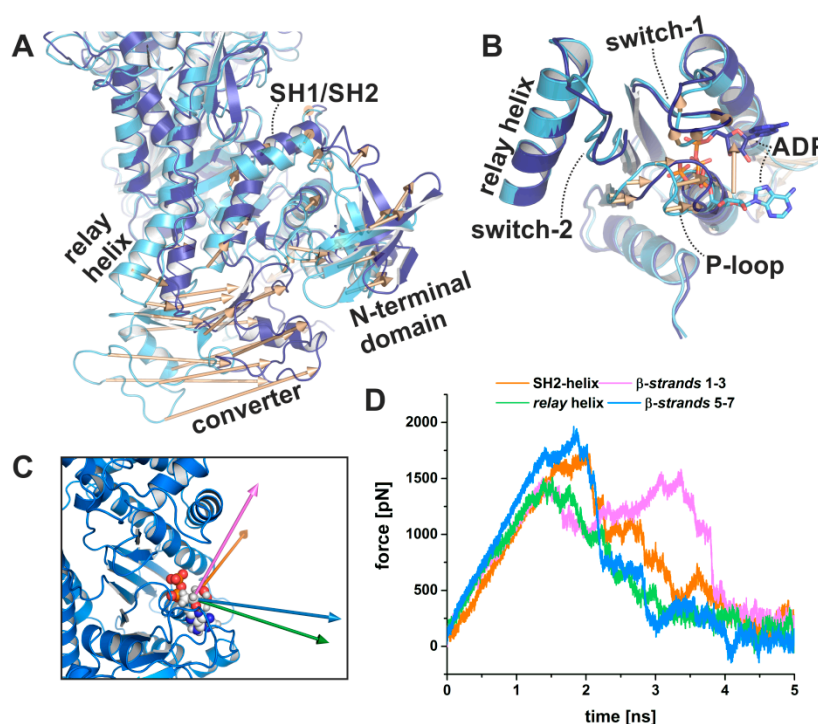 A
SH1/SH2
relay
helix
N-terminal
domain
converter
B
switch-1
relay helix
ADP
switch-2
P-loop
C
D
SH2-helix
β-strands 1-3
relay helix
β-strands 5-7
2000
1500
1000
500
0
force [pN]
0 1 2 3 4 5
time [ns]